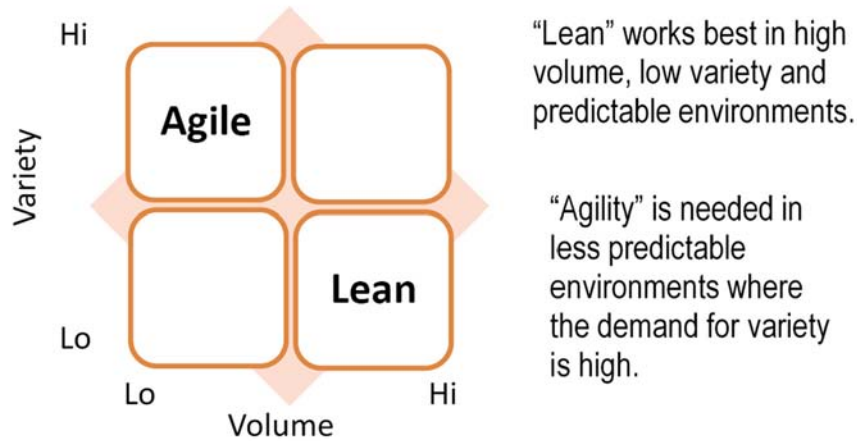 Hi
Agile
Variety
Lean
Lo
Lo
Hi
Volume
“Lean” works best in high
volume, low variety and
predictable environments.
“Agility” is needed in
less predictable
environments where
the demand for variety
is high.